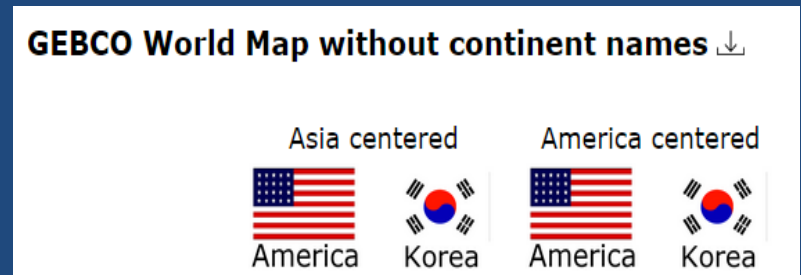 GEBCO World Map without continent names
Asia centered America centered
America Korea America Korea